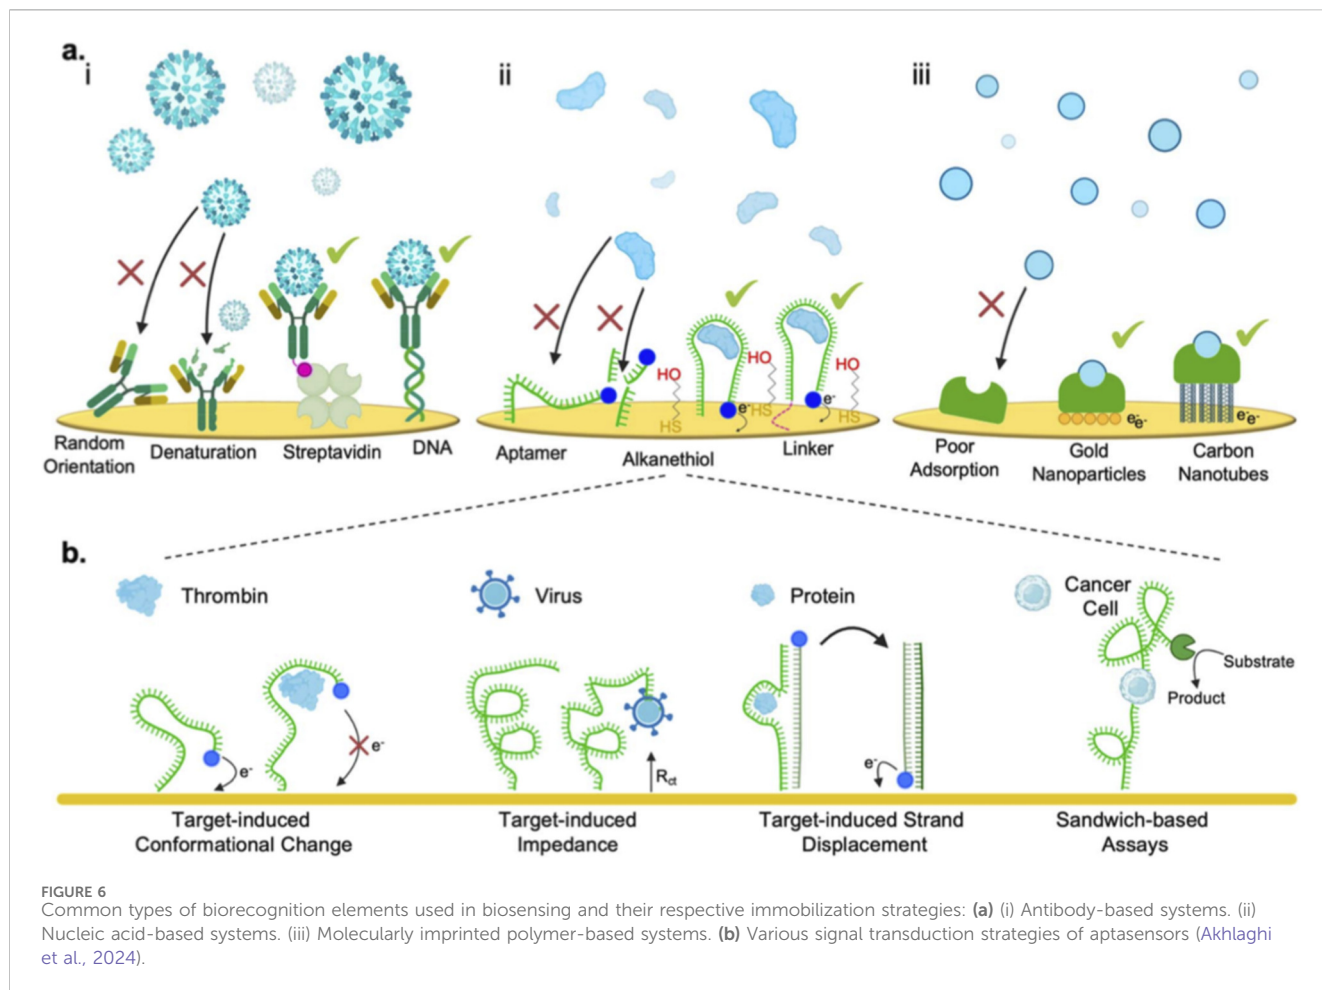 a.
i
ii
iii
HO
HO
HS
HS
e-
e-
e-
e-
e-
e-
Random
Orientation
Denaturation
Streptavidin
DNA
Aptamer
Alkanethiol
Linker
Poor
Adsorption
Gold
Nanoparticles
Carbon
Nanotubes
b.
Thrombin
Virus
Protein
Cancer
Cell
Substrate
Product
e-
e-
Rct
e-
Target-induced
Conformational Change
Target-induced
Impedance
Target-induced Strand
Displacement
Sandwich-based
Assays
FIGURE 6
Common types of biorecognition elements used in biosensing and their respective immobilization strategies: (a) (i) Antibody-based systems. (ii)
Nucleic acid-based systems. (iii) Molecularly imprinted polymer-based systems. (b) Various signal transduction strategies of aptasensors (Akhlaghi
et al., 2024).